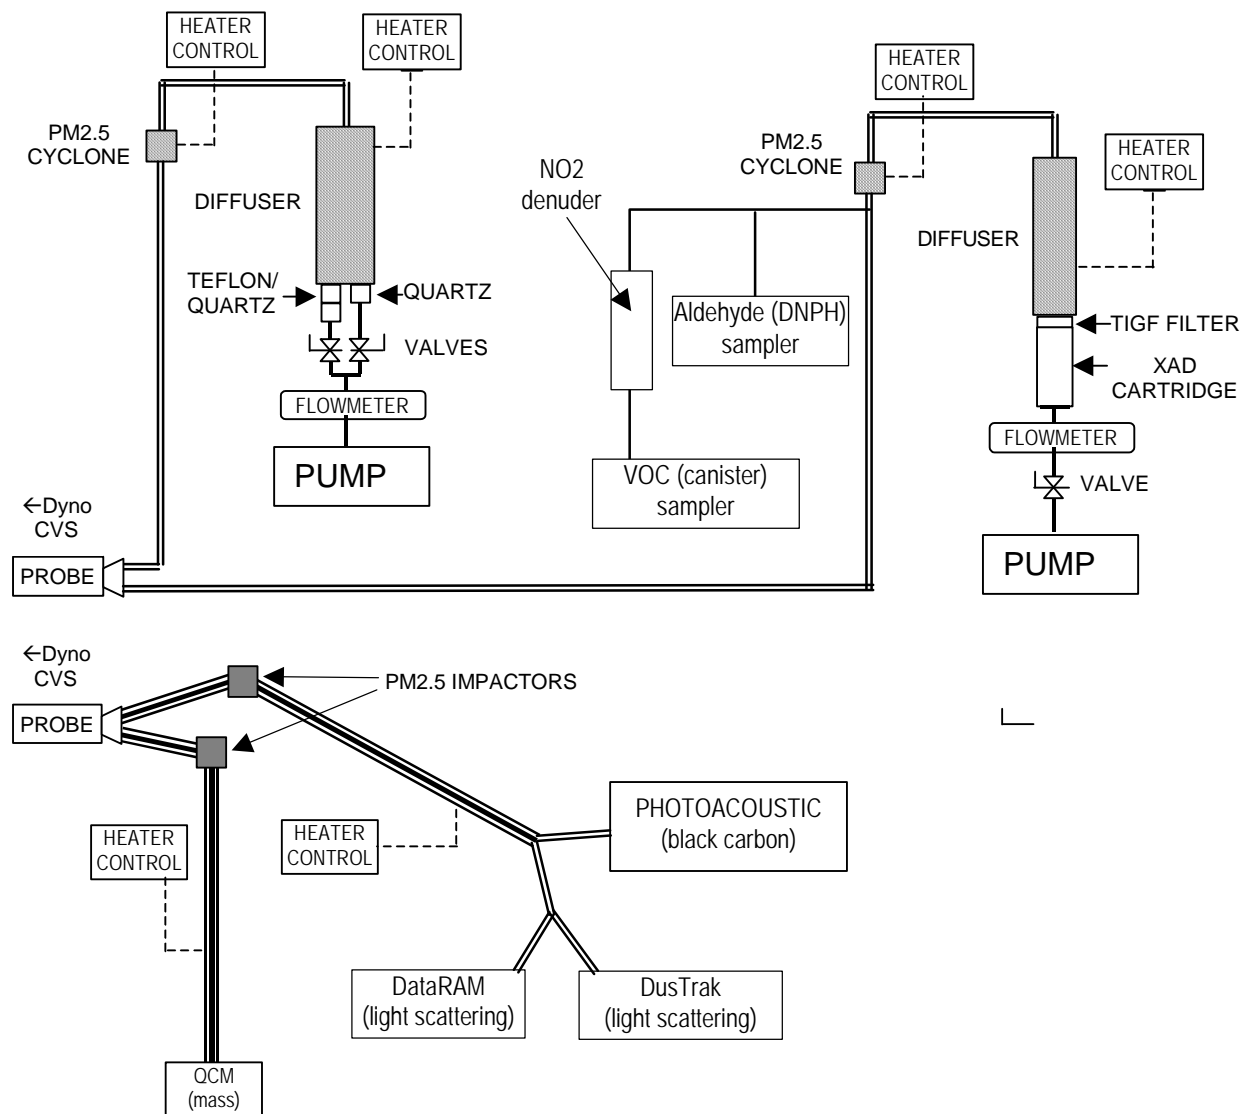 HEATER
CONTROL
HEATER
CONTROL
PM2.5
CYCLONE
DIFFUSER
TEFLON/
QUARTZ
QUARTZ
VALVES
FLOWMETER
PUMP
HEATER
CONTROL
PM2.5
CYCLONE
HEATER
CONTROL
NO2
denuder
DIFFUSER
Aldehyde (DNPH)
sampler
TIGF FILTER
XAD
CARTRIDGE
FLOWMETER
VOC (canister)
sampler
VALVE
PUMP
←Dyno
CVS
PROBE
←Dyno
CVS
PROBE
PM2.5 IMPACTORS
HEATER
CONTROL
HEATER
CONTROL
PHOTOACOUSTIC
(black carbon)
DataRAM
(light scattering)
DusTrak
(light scattering)
QCM
(mass)